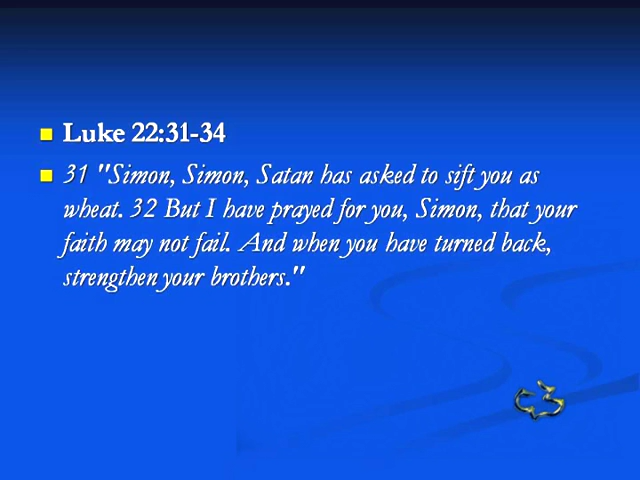 Luke 22:31-34
31 "Simon, Simon, Satan has asked to sift you as
wheat. 32 But I have prayed for you, Simon, that your
faith may not fail. And when you have turned back,
strengthen your brothers."